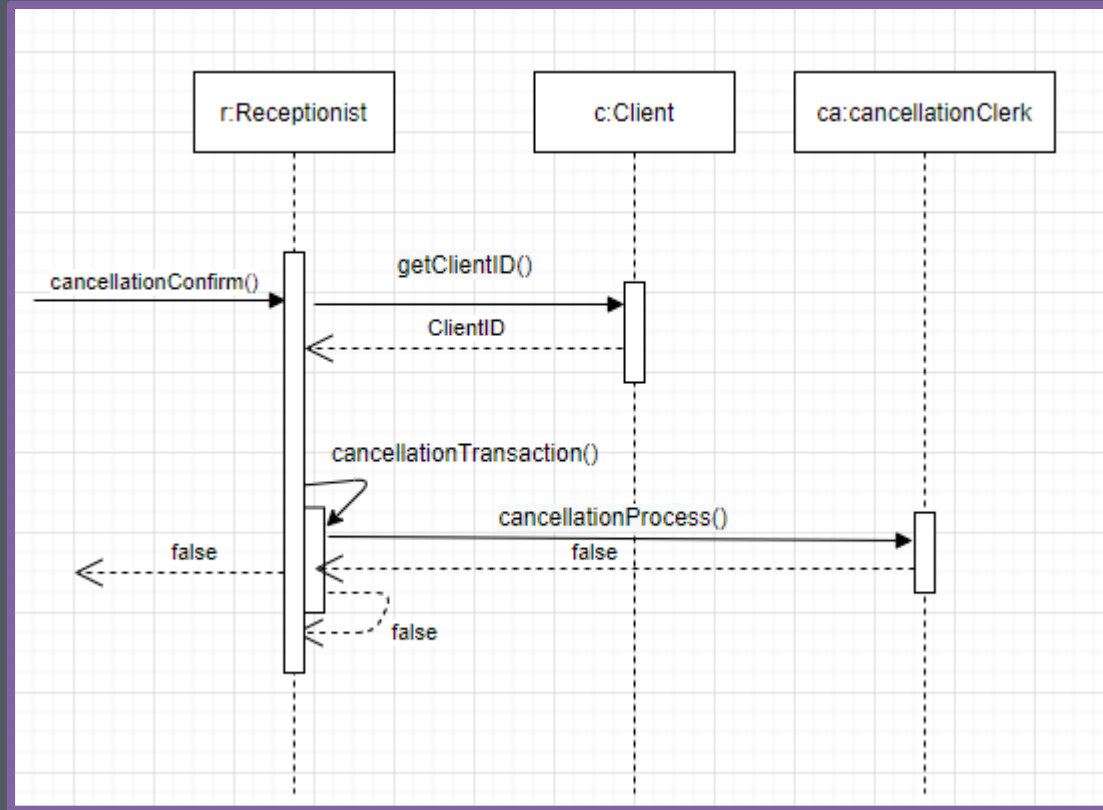 r:Receptionist
c:Client
ca:cancellationClerk
cancellationConfirm()
getClientID()
ClientID
cancellationTransaction()
cancellationProcess()
false
false
false